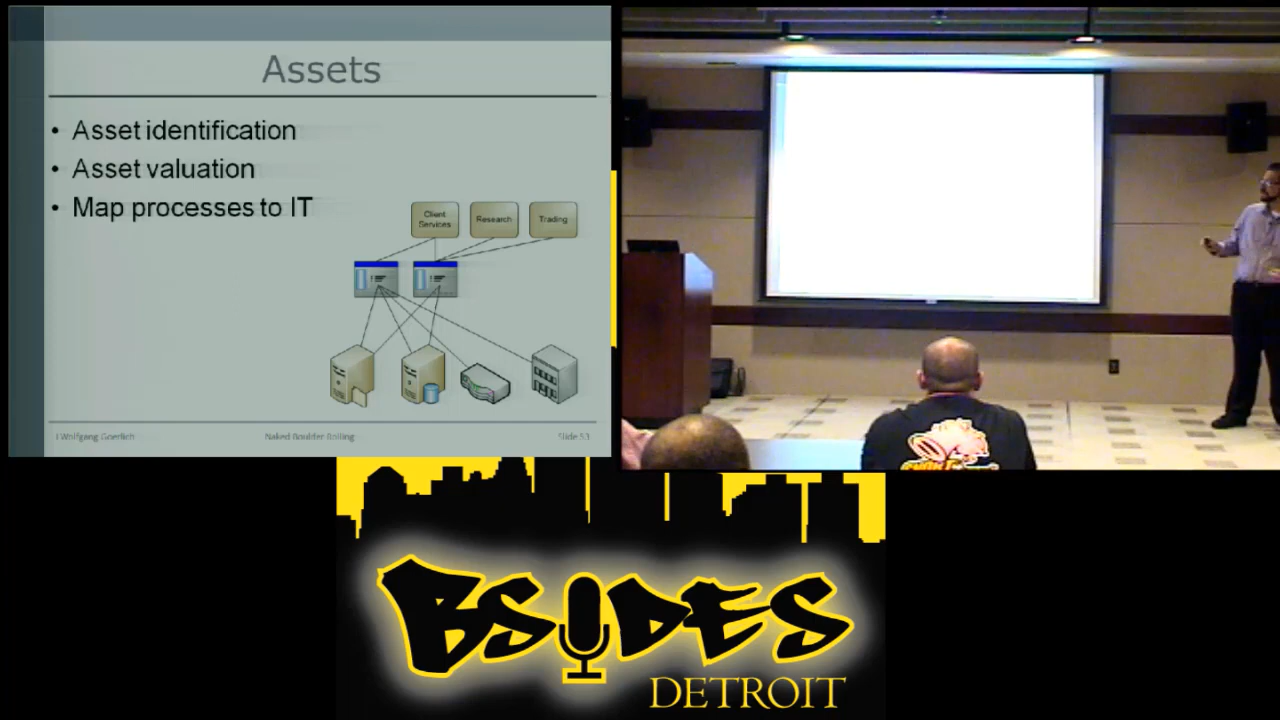 Assets
• Asset identification
• Asset valuation
• Map processes to IT
Client
Services
Research
Trading
J Wolfgang Goerlich
Naked Boulder Rolling
Slide 53
BSIDES
DETROIT